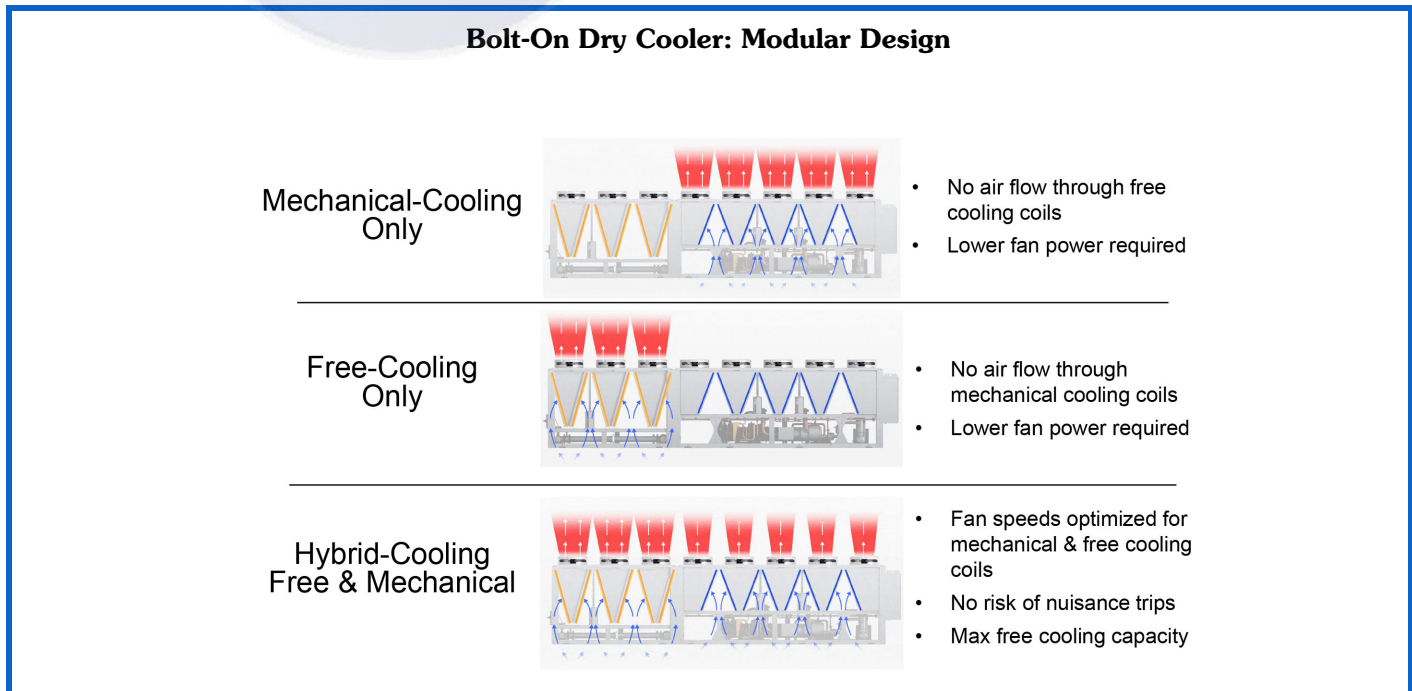 Bolt-On Dry Cooler: Modular Design
Mechanical-Cooling
Only
• No air flow through free
cooling coils
• Lower fan power required
Free-Cooling
Only
• No air flow through
mechanical cooling coils
• Lower fan power required
Hybrid-Cooling
Free & Mechanical
• Fan speeds optimized for
mechanical & free cooling
coils
• No risk of nuisance trips
• Max free cooling capacity